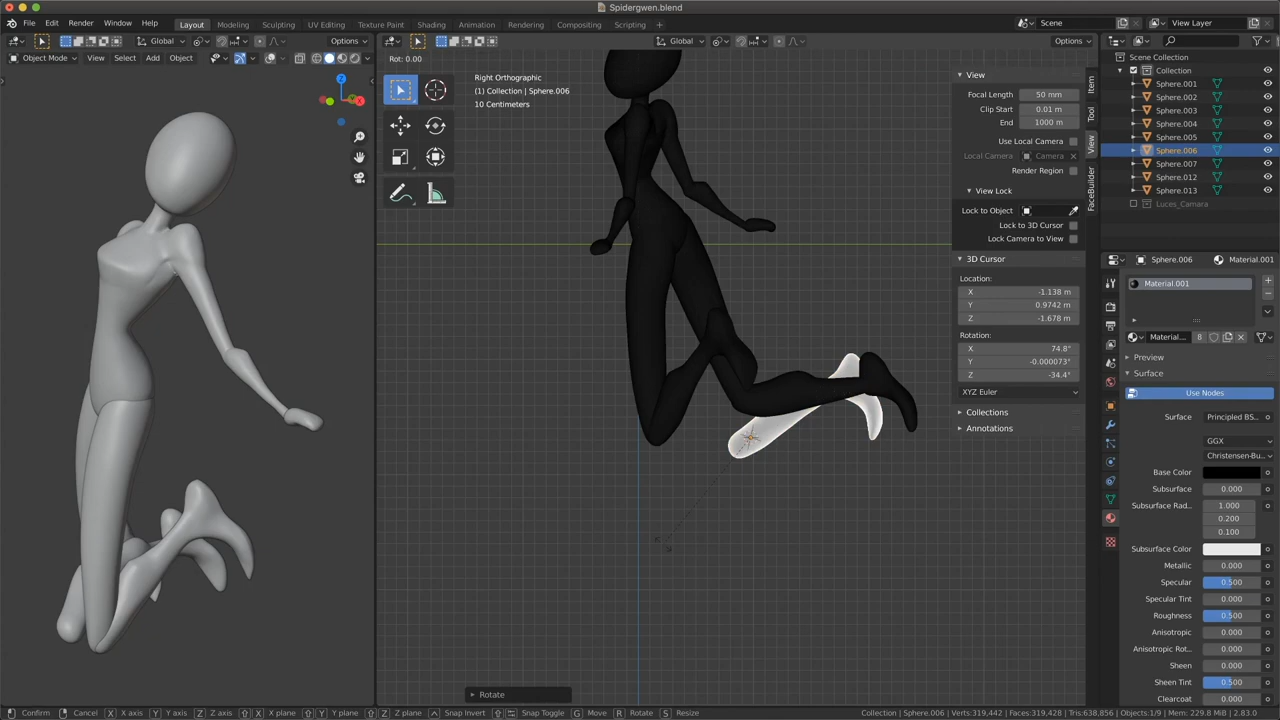 Spidergwen.blend
File Edit Render Window Help Layout Modeling Sculpting UV Editing Texture Paint Shading Animation Rendering Compositing Scripting Scene View Layer
Global Options Global Options
Object Mode View Select Add Object
Rot: 0.00
Right Orthographic
(1) Collection | Sphere.006
10 Centimeters
X
Z
View
Focal Length 50 mm
Clip Start 0.01 m
End 1000 m
Use Local Camera
Local Camera Camera
Render Region
View Lock
Lock to Object
Lock to 3D Cursor
Lock Camera to View
3D Cursor
Location:
X -1.138 m
Y 0.9742 m
Z -1.678 m
Rotation:
X 74.8°
Y -0.000073°
Z -34.4°
XYZ Euler
Collections
Annotations
Item
Tool
View
FaceBuilder
Scene Collection
Collection
Sphere.001
Sphere.002
Sphere.003
Sphere.004
Sphere.005
Sphere.006
Sphere.007
Sphere.012
Sphere.013
Luces_Camara
Sphere.006 Material.001
Material.001
Material... 8
Preview
Surface
Use Nodes
Surface Principled BS...
GGX
Christensen-Bu...
Base Color
Subsurface 0.000
Subsurface Rad.. 1.000
0.200
0.100
Subsurface Color
Metallic 0.000
Specular 0.500
Specular Tint 0.000
Roughness 0.500
Anisotropic 0.000
Anisotropic Rot.. 0.000
Sheen 0.000
Sheen Tint 0.500
Clearcoat 0.000
Rotate
Confirm Cancel X X axis Y Y axis Z Z axis X X plane Y Y plane Z Z plane Snap Invert Snap Toggle G Move R Rotate S Resize Collection | Sphere.006 | Verts:319,442 | Faces:319,428 | Tris:638,856 | Objects:1/9 | Mem: 229.8 MiB | 2.83.0